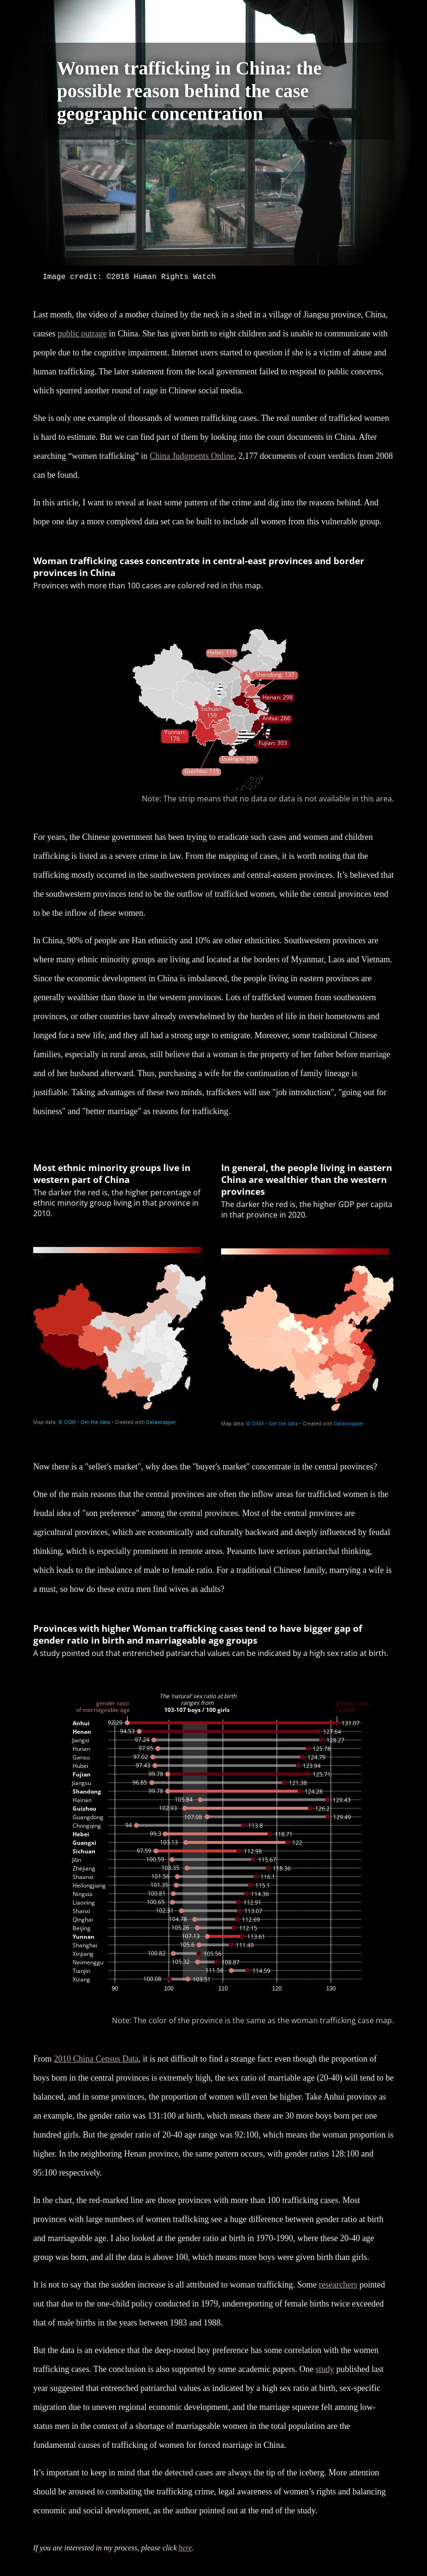 Women trafficking in China: the
possible reason behind the case
geographic concentration
Image credit: ©2018 Human Rights Watch
Last month, the video of a mother chained by the neck in a shed in a village of Jiangsu province, China,
causes public outrage in China. She has given birth to eight children and is unable to communicate with
people due to the cognitive impairment. Internet users started to question if she is a victim of abuse and
human trafficking. The later statement from the local government failed to respond to public concerns,
which spurred another round of rage in Chinese social media.
She is only one example of thousands of women trafficking cases. The real number of trafficked women
is hard to estimate. But we can find part of them by looking into the court documents in China. After
searching “women trafficking” in China Judgments Online, 2,177 documents of court verdicts from 2008
can be found.
In this article, I want to reveal at least some pattern of the crime and dig into the reasons behind. And
hope one day a more completed data set can be built to include all women from this vulnerable group.
Woman trafficking cases concentrate in central-east provinces and border
provinces in China
Provinces with more than 100 cases are colored red in this map.
Hebei: 114
Shandong: 137
Henan: 298
Sichuan:
159
Anhui: 266
Yunnan:
176
Fujian: 303
Guangxi: 107
Guizhou: 115
Note: The strip means that no data or data is not available in this area.
For years, the Chinese government has been trying to eradicate such cases and women and children
trafficking is listed as a severe crime in law. From the mapping of cases, it is worth noting that the
trafficking mostly occurred in the southwestern provinces and central-eastern provinces. It’s believed that
the southwestern provinces tend to be the outflow of trafficked women, while the central provinces tend
to be the inflow of these women.
In China, 90% of people are Han ethnicity and 10% are other ethnicities. Southwestern provinces are
where many ethnic minority groups are living and located at the borders of Myanmar, Laos and Vietnam.
Since the economic development in China is imbalanced, the people living in eastern provinces are
generally wealthier than those in the western provinces. Lots of trafficked women from southeastern
provinces, or other countries have already overwhelmed by the burden of life in their hometowns and
longed for a new life, and they all had a strong urge to emigrate. Moreover, some traditional Chinese
families, especially in rural areas, still believe that a woman is the property of her father before marriage
and of her husband afterward. Thus, purchasing a wife for the continuation of family lineage is
justifiable. Taking advantages of these two minds, traffickers will use "job introduction", "going out for
business" and "better marriage" as reasons for trafficking.
Most ethnic minority groups live in
western part of China
The darker the red is, the higher percentage of
ethnic minority group living in that province in
2010.
Map data: © OSM • Get the data • Created with Datawrapper
In general, the people living in eastern
China are wealthier than the western
provinces
The darker the red is, the higher GDP per capita
in that province in 2020.
Map data: © OSM • Get the data • Created with Datawrapper
Now there is a "seller's market", why does the "buyer's market" concentrate in the central provinces?
One of the main reasons that the central provinces are often the inflow areas for trafficked women is the
feudal idea of "son preference" among the central provinces. Most of the central provinces are
agricultural provinces, which are economically and culturally backward and deeply influenced by feudal
thinking, which is especially prominent in remote areas. Peasants have serious patriarchal thinking,
which leads to the imbalance of male to female ratio. For a traditional Chinese family, marrying a wife is
a must, so how do these extra men find wives as adults?
Provinces with higher Woman trafficking cases tend to have bigger gap of
gender ratio in birth and marriageable age groups
A study pointed out that entrenched patriarchal values can be indicated by a high sex ratio at birth.
gender ratio
of marriageable age
The 'natural' sex ratio at birth
ranges from
103-107 boys / 100 girls
gender ratio
at birth
Anhui 92.29 131.07
Henan 94.53 127.64
Jiangxi 97.24 128.27
Hunan 97.95 125.78
Gansu 97.02 124.79
Hubei 97.43 123.94
Fujian 99.78 125.71
Jiangsu 96.85 121.38
Shandong 99.78 124.28
Hainan 105.84 129.43
Guizhou 102.93 126.2
Guangdong 107.08 129.49
Chongqing 94 113.8
Hebei 99.3 118.71
Guangxi 103.13 122
Sichuan 97.59 112.98
Jilin 100.59 115.67
Zhejiang 103.35 118.36
Shaanxi 101.56 116.1
Heilongjiang 101.35 115.1
Ningxia 100.81 114.36
Liaoning 100.65 112.91
Shanxi 102.31 113.07
Qinghai 104.78 112.69
Beijing 105.26 112.15
Yunnan 107.13 113.61
Shanghai 105.6 111.49
Xinjiang 100.82 105.56
Neimenggu 105.32 108.87
Tianjin 111.56 114.59
Xizang 100.08 103.51
90 100 110 120 130
Note: The color of the province is the same as the woman trafficking case map.
From 2010 China Census Data, it is not difficult to find a strange fact: even though the proportion of
boys born in the central provinces is extremely high, the sex ratio of marriable age (20-40) will tend to be
balanced, and in some provinces, the proportion of women will even be higher. Take Anhui province as
an example, the gender ratio was 131:100 at birth, which means there are 30 more boys born per one
hundred girls. But the gender ratio of 20-40 age range was 92:100, which means the woman proportion is
higher. In the neighboring Henan province, the same pattern occurs, with gender ratios 128:100 and
95:100 respectively.
In the chart, the red-marked line are those provinces with more than 100 trafficking cases. Most
provinces with large numbers of women trafficking see a huge difference between gender ratio at birth
and marriageable age. I also looked at the gender ratio at birth in 1970-1990, where these 20-40 age
group was born, and all the data is above 100, which means more boys were given birth than girls.
It is not to say that the sudden increase is all attributed to woman trafficking. Some researchers pointed
out that due to the one-child policy conducted in 1979, underreporting of female births twice exceeded
that of male births in the years between 1983 and 1988.
But the data is an evidence that the deep-rooted boy preference has some correlation with the women
trafficking cases. The conclusion is also supported by some academic papers. One study published last
year suggested that entrenched patriarchal values as indicated by a high sex ratio at birth, sex-specific
migration due to uneven regional economic development, and the marriage squeeze felt among low-
status men in the context of a shortage of marriageable women in the total population are the
fundamental causes of trafficking of women for forced marriage in China.
It’s important to keep in mind that the detected cases are always the tip of the iceberg. More attention
should be aroused to combating the trafficking crime, legal awareness of women’s rights and balancing
economic and social development, as the author pointed out at the end of the study.
If you are interested in my process, please click here.